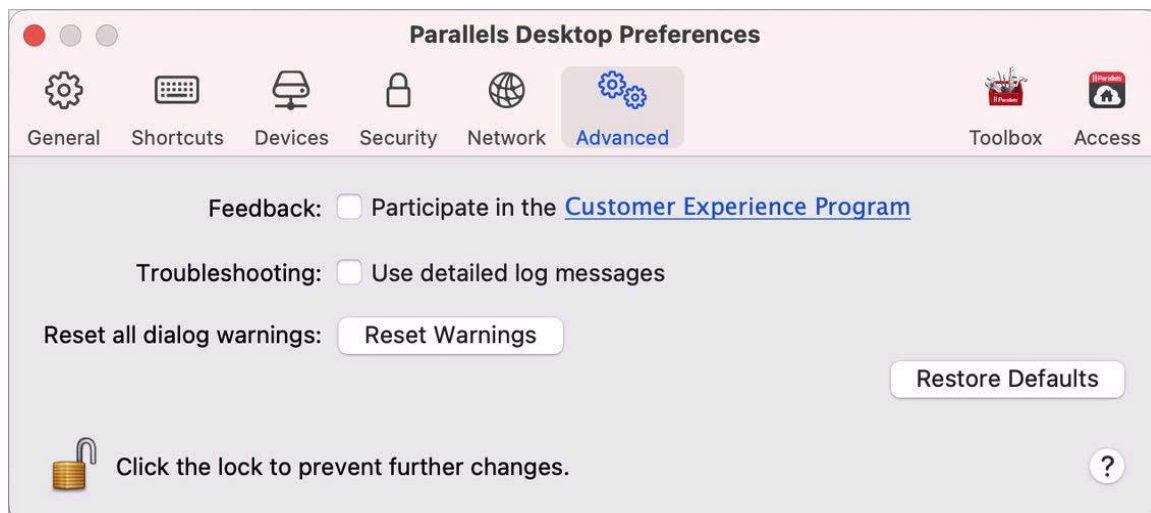 Parallels Desktop Preferences
General Shortcuts Devices Security Network Advanced Toolbox Access
Feedback: Participate in the Customer Experience Program
Troubleshooting: Use detailed log messages
Reset all dialog warnings: Reset Warnings
Restore Defaults
Click the lock to prevent further changes. ?